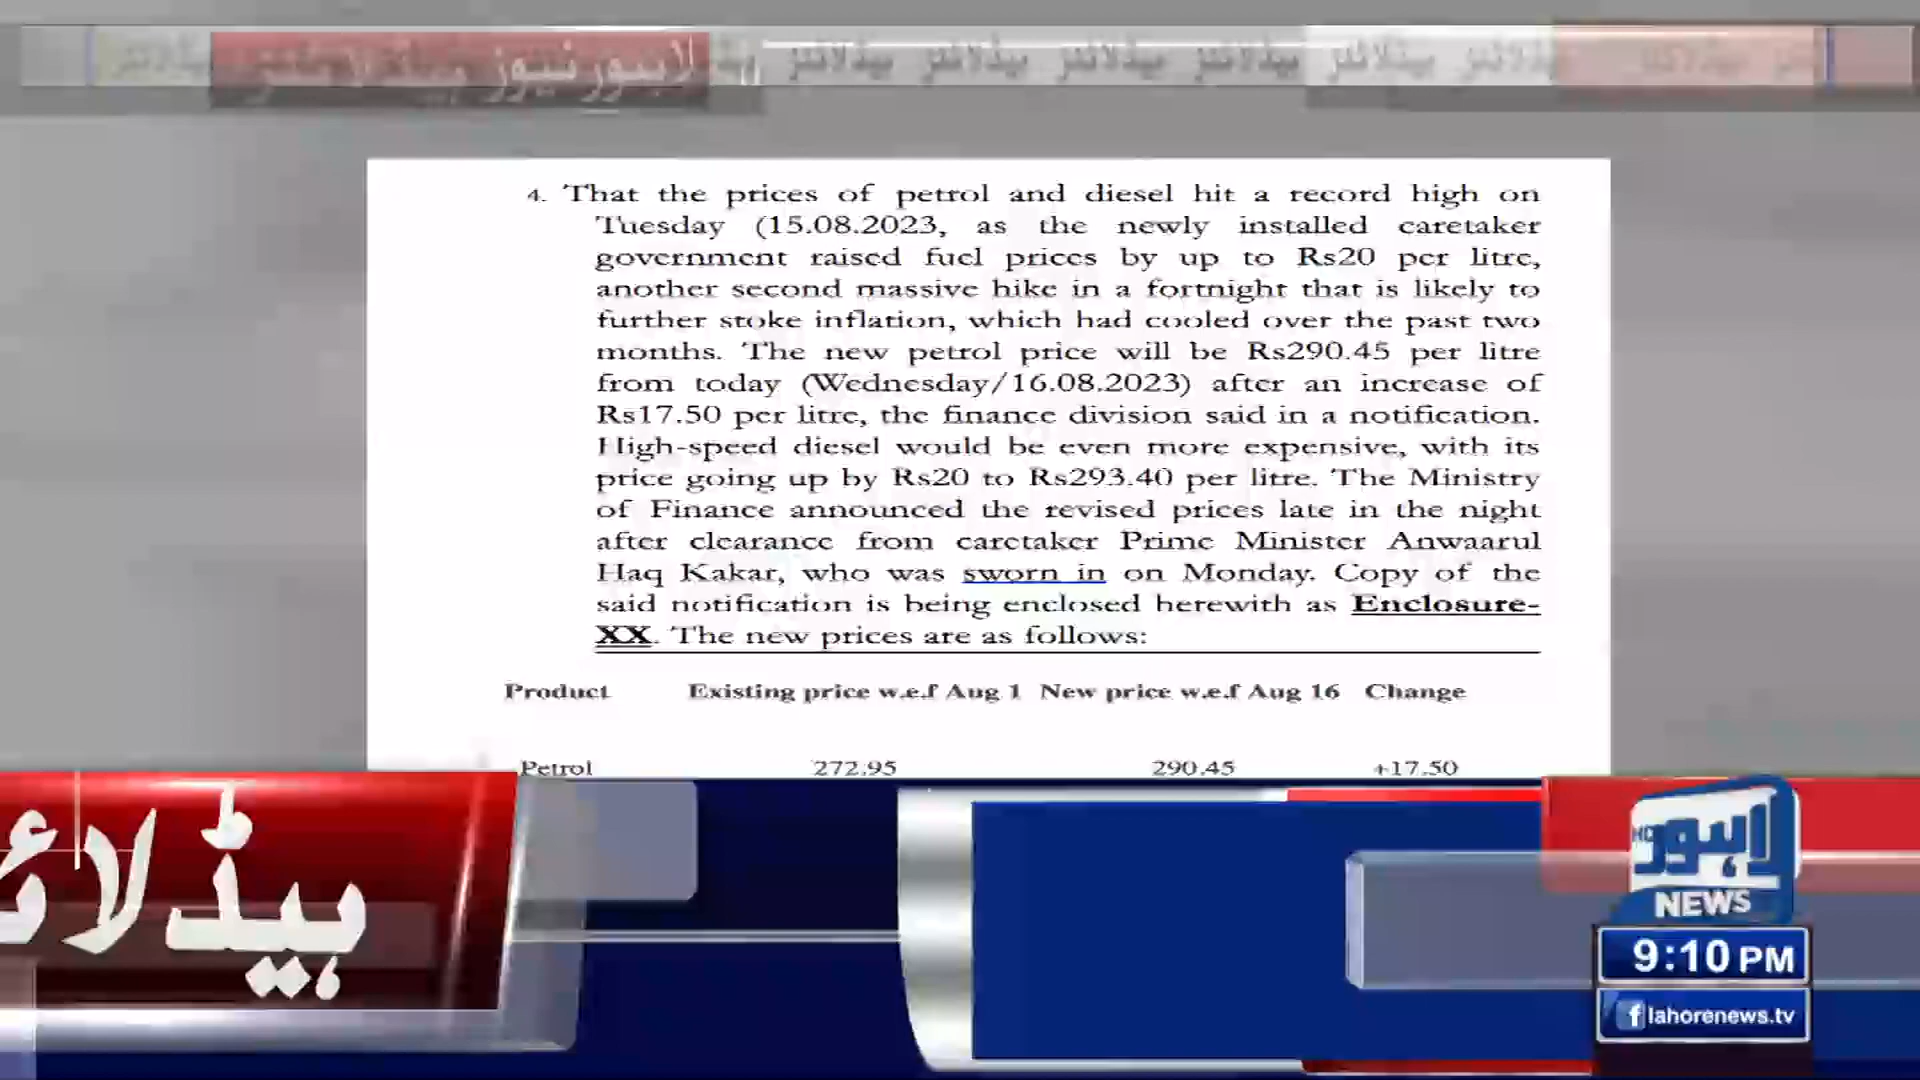 لاہور نیوز ہیڈلائنز
ہیڈلائنز ہیڈلائنز ہیڈلائنز ہیڈلائنز ہیڈلائنز
4. That the prices of petrol and diesel hit a record high on
Tuesday (15.08.2023, as the newly installed caretaker
government raised fuel prices by up to Rs20 per litre,
another second massive hike in a fortnight that is likely to
further stoke inflation, which had cooled over the past two
months. The new petrol price will be Rs290.45 per litre
from today (Wednesday/16.08.2023) after an increase of
Rs17.50 per litre, the finance division said in a notification.
High-speed diesel would be even more expensive, with its
price going up by Rs20 to Rs293.40 per litre. The Ministry
of Finance announced the revised prices late in the night
after clearance from caretaker Prime Minister Anwaarul
Haq Kakar, who was sworn in on Monday. Copy of the
said notification is being enclosed herewith as Enclosure-
XX. The new prices are as follows:
Product Existing price w.e.f Aug 1 New price w.e.f Aug 16 Change
Petrol 272.95 290.45 +17.50
ہیڈلائ
لاہور
HD
NEWS
9:10 PM
lahorenews.tv